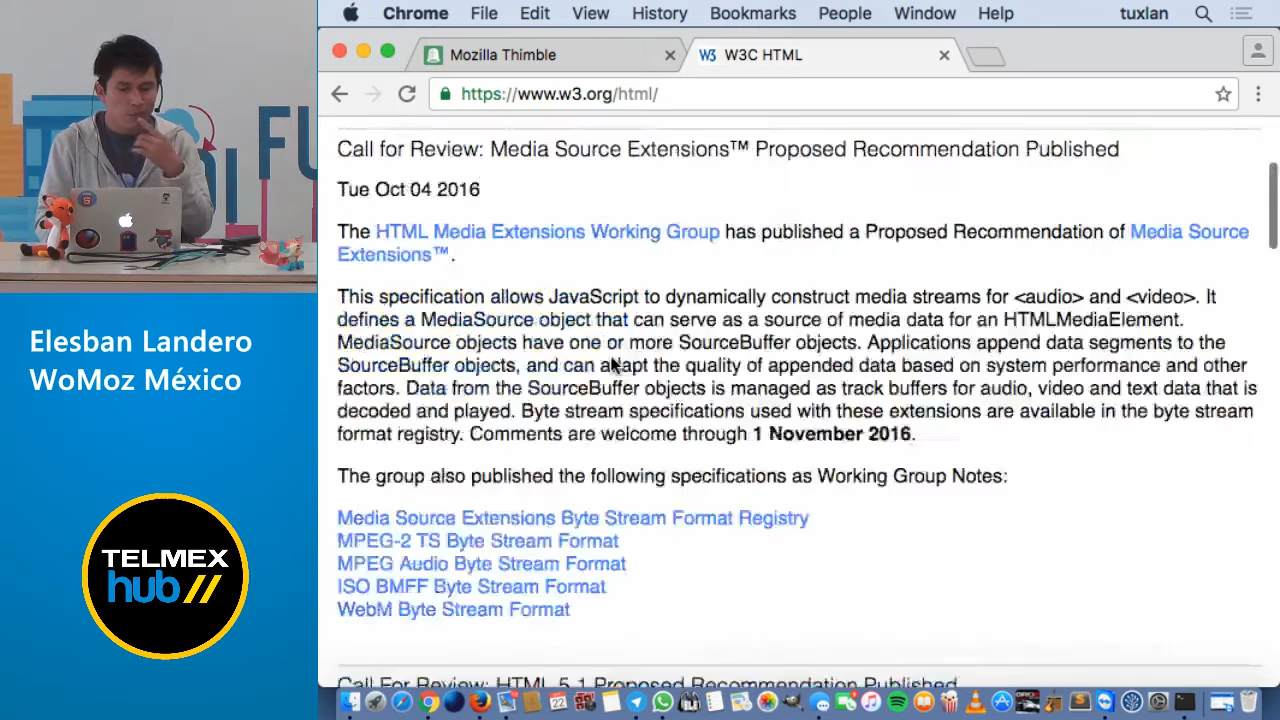 Chrome File Edit View History Bookmarks People Window Help tuxlan
Mozilla Thimble
W3C HTML
https://www.w3.org/html/
Call for Review: Media Source Extensions™ Proposed Recommendation Published
Tue Oct 04 2016
The HTML Media Extensions Working Group has published a Proposed Recommendation of Media Source
Extensions™.
This specification allows JavaScript to dynamically construct media streams for <audio> and <video>. It
defines a MediaSource object that can serve as a source of media data for an HTMLMediaElement.
MediaSource objects have one or more SourceBuffer objects. Applications append data segments to the
SourceBuffer objects, and can adapt the quality of appended data based on system performance and other
factors. Data from the SourceBuffer objects is managed as track buffers for audio, video and text data that is
decoded and played. Byte stream specifications used with these extensions are available in the byte stream
format registry. Comments are welcome through 1 November 2016.
The group also published the following specifications as Working Group Notes:
Media Source Extensions Byte Stream Format Registry
MPEG-2 TS Byte Stream Format
MPEG Audio Byte Stream Format
ISO BMFF Byte Stream Format
WebM Byte Stream Format
Call For Review: HTML 5.1 Proposed Recommendation Published
Elesban Landero
WoMoz México
TELMEX
hub